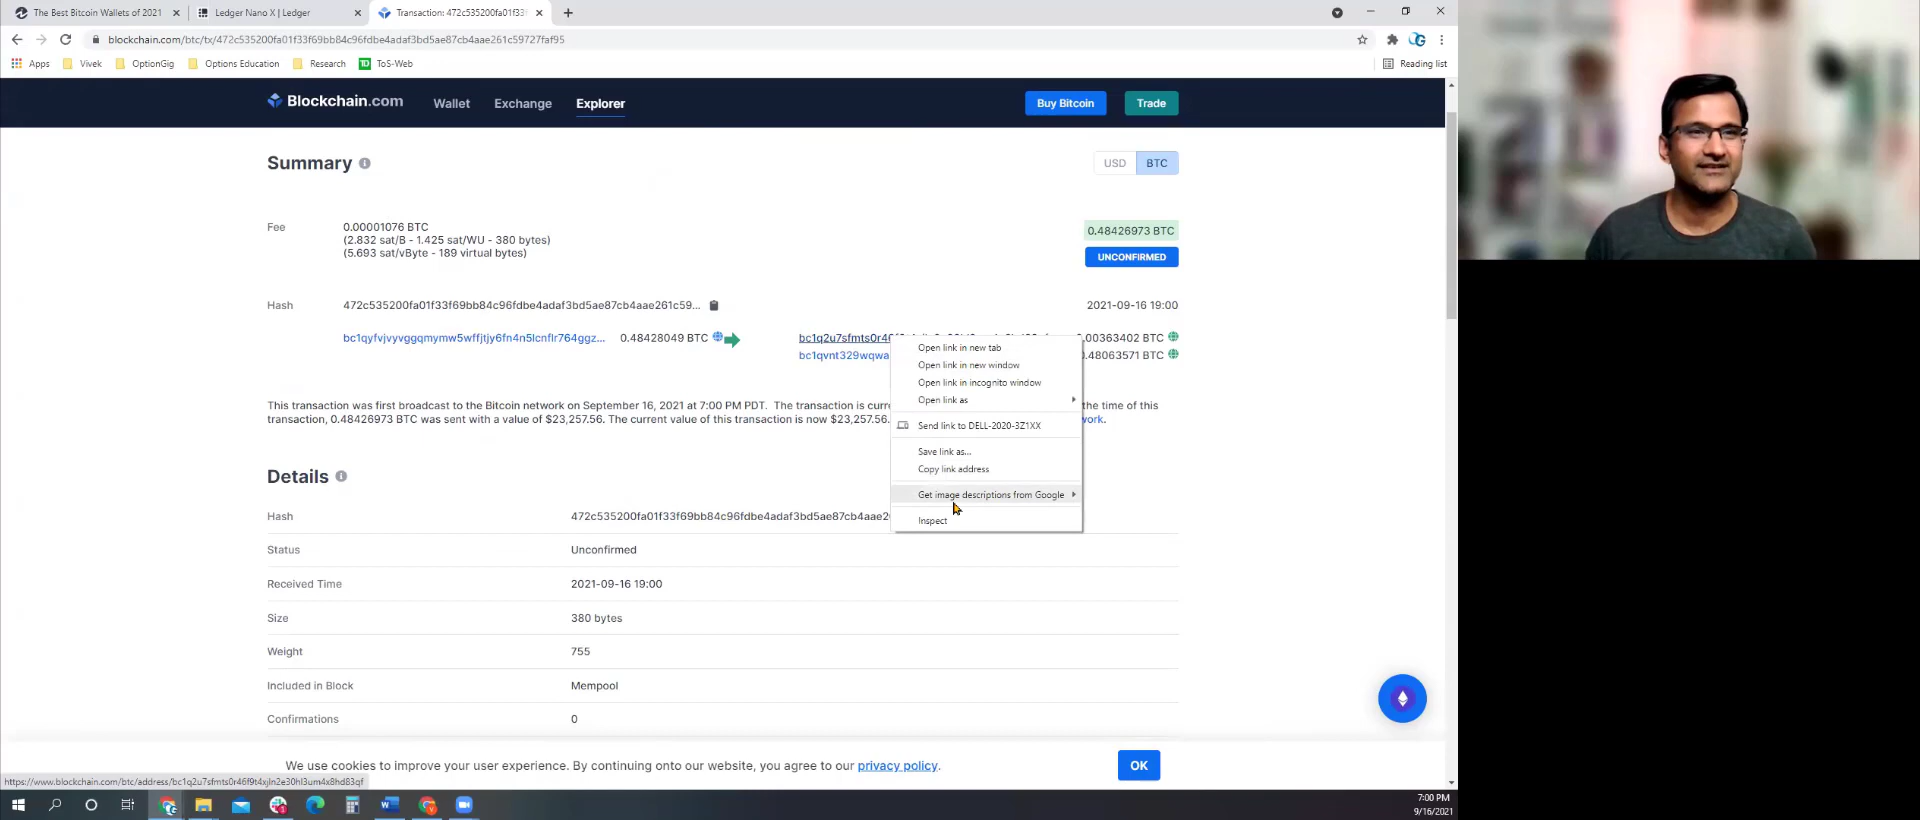 The Best Bitcoin Wallets of 2021
Ledger Nano X | Ledger
Transaction: 472c535200fa01f33
blockchain.com/btc/tx/472c535200fa01f33f69bb84c96fdbe4adaf3bd5ae87cb4aae261c59727faf95
Apps
Vivek
OptionGig
Options Education
Research
ToS-Web
Reading list
Blockchain.com
Wallet
Exchange
Explorer
Buy Bitcoin
Trade
Summary
USD
BTC
Fee
0.00001076 BTC
(2.832 sat/B - 1.425 sat/WU - 380 bytes)
(5.693 sat/vByte - 189 virtual bytes)
0.48426973 BTC
UNCONFIRMED
Hash
472c535200fa01f33f69bb84c96fdbe4adaf3bd5ae87cb4aae261c59...
2021-09-16 19:00
bc1qyfvjvyvggqmymw5wffjtjy6fn4n5lcnflr764ggz...
0.48428049 BTC
bc1q2u7sfmts0r46
.00363402 BTC
bc1qvnt329wqwa
.48063571 BTC
Open link in new tab
Open link in new window
Open link in incognito window
Open link as
Send link to DELL-2020-3Z1XX
Save link as...
Copy link address
Get image descriptions from Google
Inspect
This transaction was first broadcast to the Bitcoin network on September 16, 2021 at 7:00 PM PDT. The transaction is the time of this
transaction, 0.48426973 BTC was sent with a value of $23,257.56. The current value of this transaction is now $23,257.56.
Details
Hash
472c535200fa01f33f69bb84c96fdbe4adaf3bd5ae87cb4aae2
Status
Unconfirmed
Received Time
2021-09-16 19:00
Size
380 bytes
Weight
755
Included in Block
Mempool
Confirmations
0
We use cookies to improve your user experience. By continuing onto our website, you agree to our privacy policy.
OK
https://www.blockchain.com/btc/address/bc1q2u7sfmts0r46f9t4xjln2e30hl3um4x8hd83qf
7:00 PM
9/16/2021